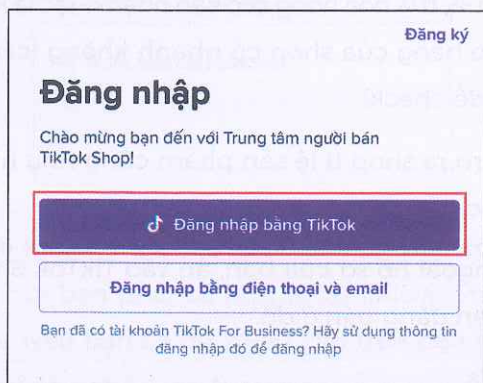 Đăng ký
Đăng nhập
Chào mừng bạn đến với Trung tâm người bán
TikTok Shop!
Đăng nhập bằng TikTok
Đăng nhập bằng điện thoại và email
Bạn đã có tài khoản TikTok For Business? Hãy sử dụng thông tin
đăng nhập đó để đăng nhập